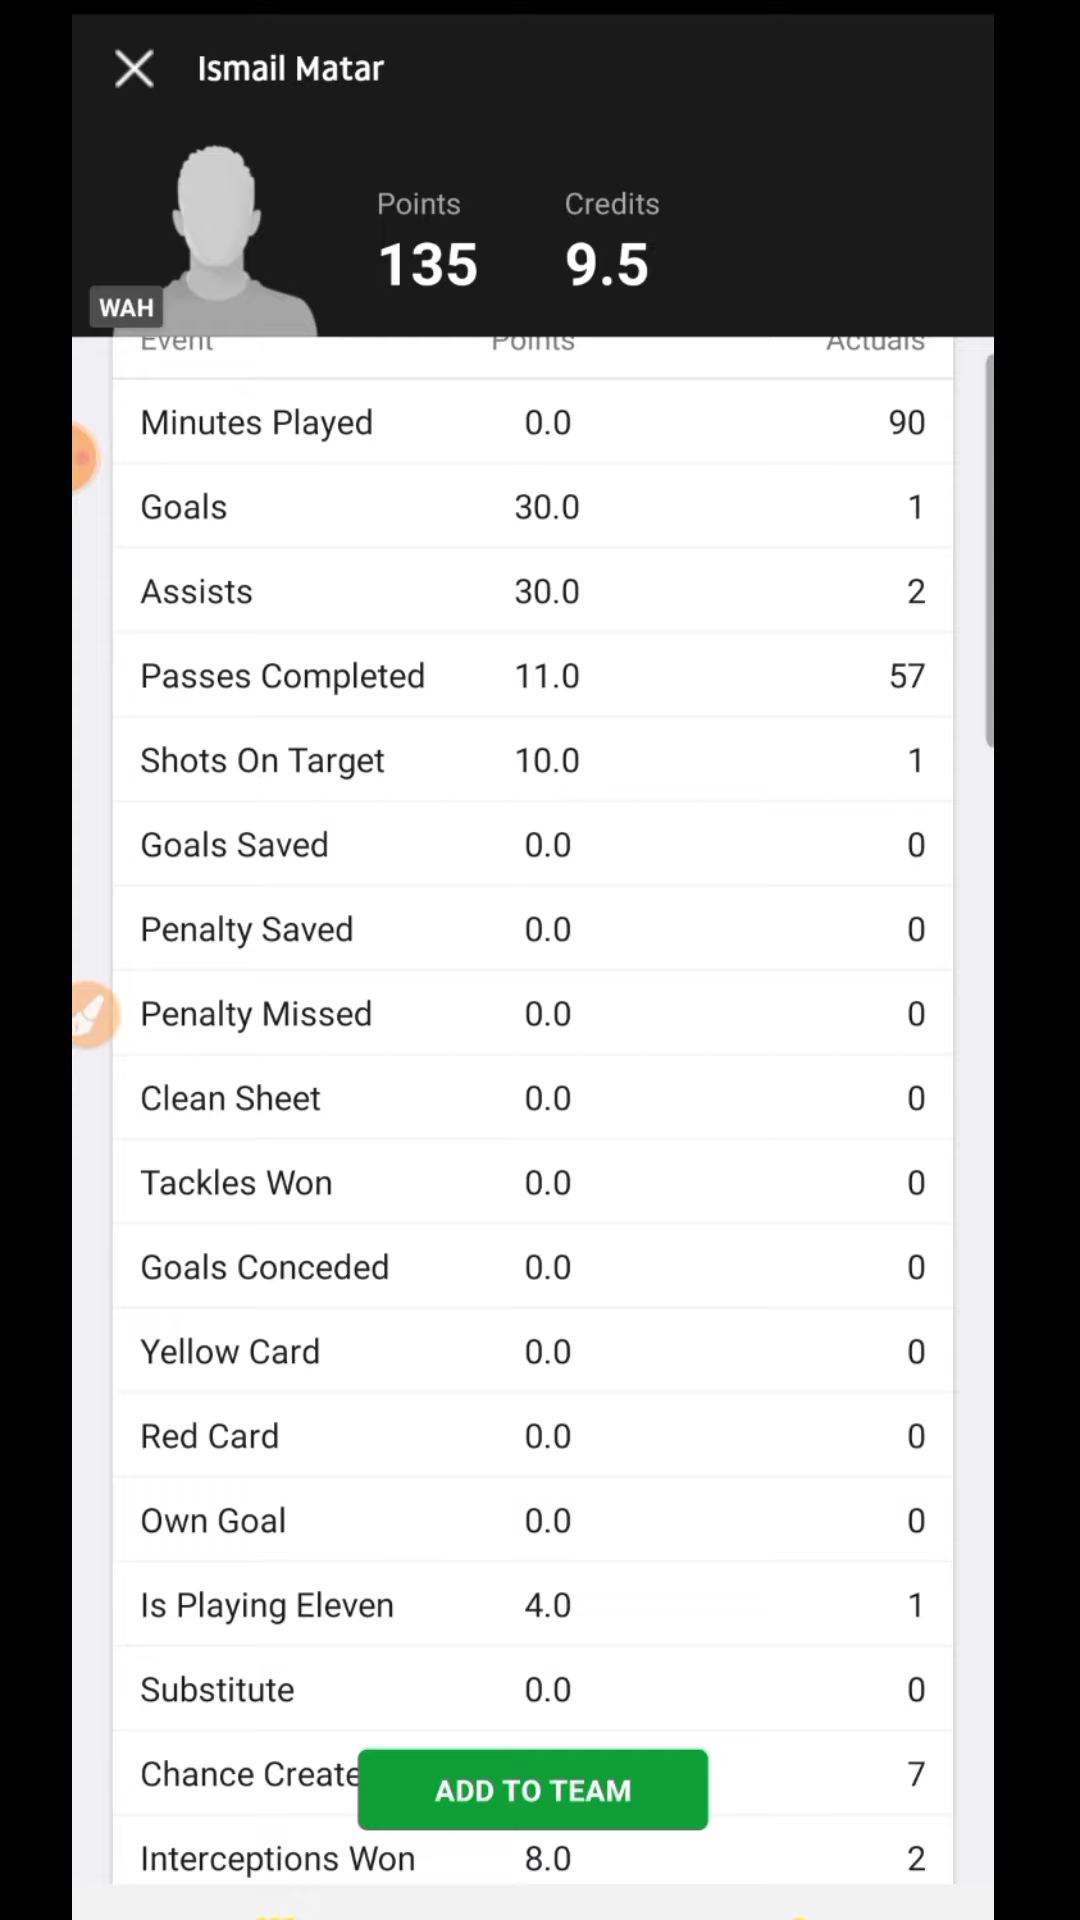 Ismail Matar
Points Credits
135 9.5
WAH
Event Points Actuals
Minutes Played 0.0 90
Goals 30.0 1
Assists 30.0 2
Passes Completed 11.0 57
Shots On Target 10.0 1
Goals Saved 0.0 0
Penalty Saved 0.0 0
Penalty Missed 0.0 0
Clean Sheet 0.0 0
Tackles Won 0.0 0
Goals Conceded 0.0 0
Yellow Card 0.0 0
Red Card 0.0 0
Own Goal 0.0 0
Is Playing Eleven 4.0 1
Substitute 0.0 0
Chance Create 7
ADD TO TEAM
Interceptions Won 8.0 2